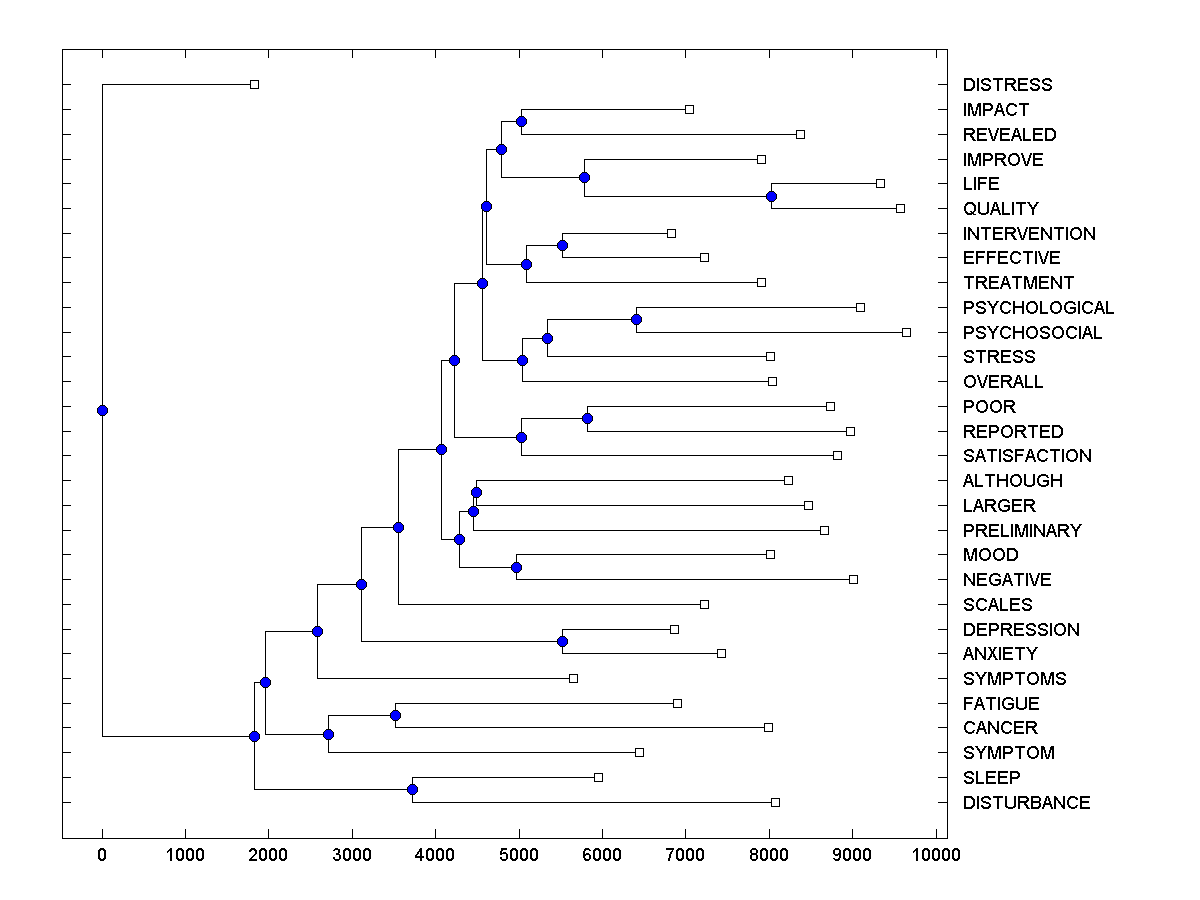 DISTRESS
IMPACT
REVEALED
IMPROVE
LIFE
QUALITY
INTERVENTION
EFFECTIVE
TREATMENT
PSYCHOLOGICAL
PSYCHOSOCIAL
STRESS
OVERALL
POOR
REPORTED
SATISFACTION
ALTHOUGH
LARGER
PRELIMINARY
MOOD
NEGATIVE
SCALES
DEPRESSION
ANXIETY
SYMPTOMS
FATIGUE
CANCER
SYMPTOM
SLEEP
DISTURBANCE
0 1000 2000 3000 4000 5000 6000 7000 8000 9000 10000